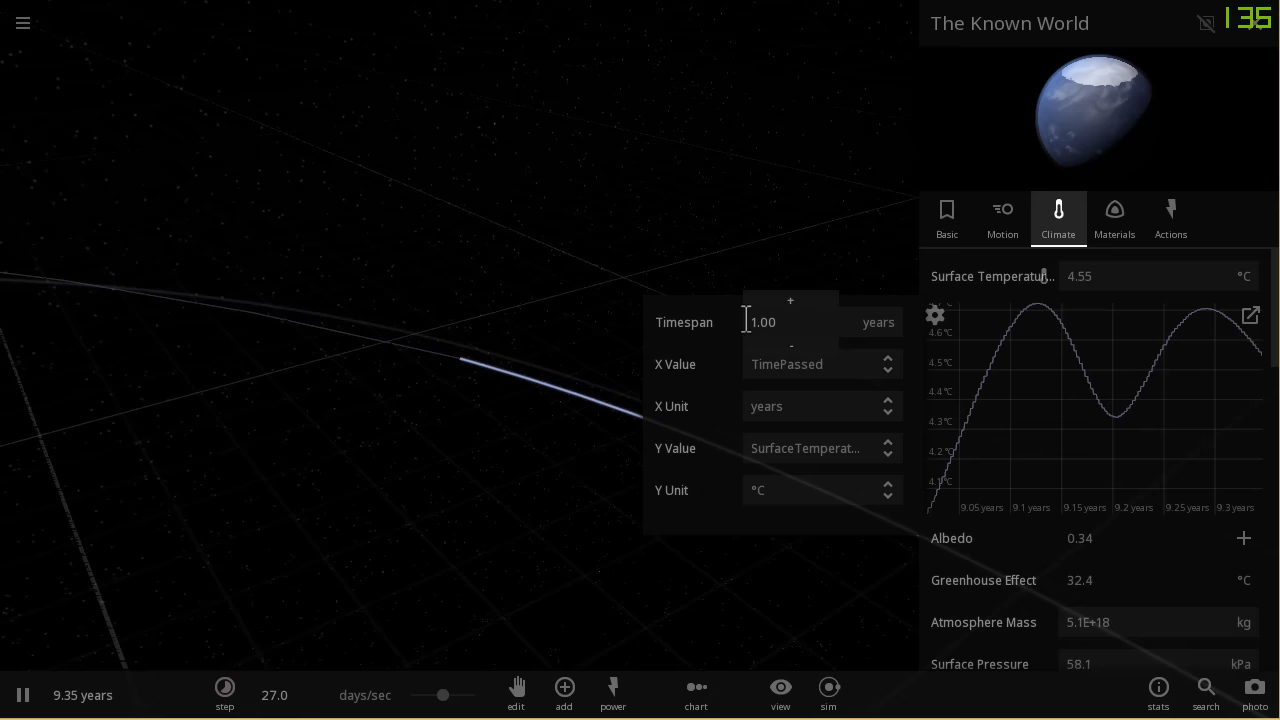 The Known World
135
Basic
Motion
Climate
Materials
Actions
Surface Temperatur... 4.55 °C
Timespan 1.00 years
+
-
X Value TimePassed
X Unit years
Y Value SurfaceTemperat...
Y Unit °C
4.6 °C
4.5 °C
4.4 °C
4.3 °C
4.2 °C
4.1 °C
9.05 years 9.1 years 9.15 years 9.2 years 9.25 years 9.3 years
Albedo 0.34 +
Greenhouse Effect 32.4 °C
Atmosphere Mass 5.1E+18 kg
Surface Pressure 58.1 kPa
9.35 years
step
27.0 days/sec
edit
add
power
chart
view
sim
stats
search
photo